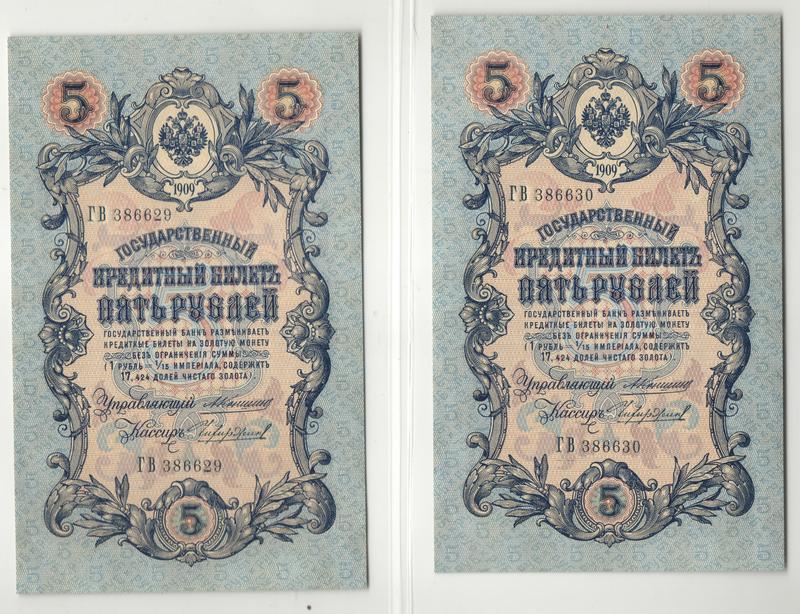 5 5
1909
ГВ 386629
ГОСУДАРСТВЕННЫЙ
КРЕДИТНЫЙ БИЛЕТЪ
ПЯТЬ РУБЛЕЙ
ГОСУДАРСТВЕННЫЙ БАНКЪ РАЗМѢНИВАЕТЪ
КРЕДИТНЫЕ БИЛЕТЫ НА ЗОЛОТУЮ МОНЕТУ
БЕЗЪ ОГРАНИЧЕНІЯ СУММЫ
(1 РУБЛЬ = 1/15 ИМПЕРІАЛА, СОДЕРЖИТЪ
17,424 ДОЛЕЙ ЧИСТАГО ЗОЛОТА).
Управляющій
Кассиръ
ГВ 386629
5
5 5
1909
ГВ 386630
ГОСУДАРСТВЕННЫЙ
КРЕДИТНЫЙ БИЛЕТЪ
ПЯТЬ РУБЛЕЙ
ГОСУДАРСТВЕННЫЙ БАНКЪ РАЗМѢНИВАЕТЪ
КРЕДИТНЫЕ БИЛЕТЫ НА ЗОЛОТУЮ МОНЕТУ
БЕЗЪ ОГРАНИЧЕНІЯ СУММЫ
(1 РУБЛЬ = 1/15 ИМПЕРІАЛА, СОДЕРЖИТЪ
17,424 ДОЛЕЙ ЧИСТАГО ЗОЛОТА).
Управляющій
Кассиръ
ГВ 386630
5